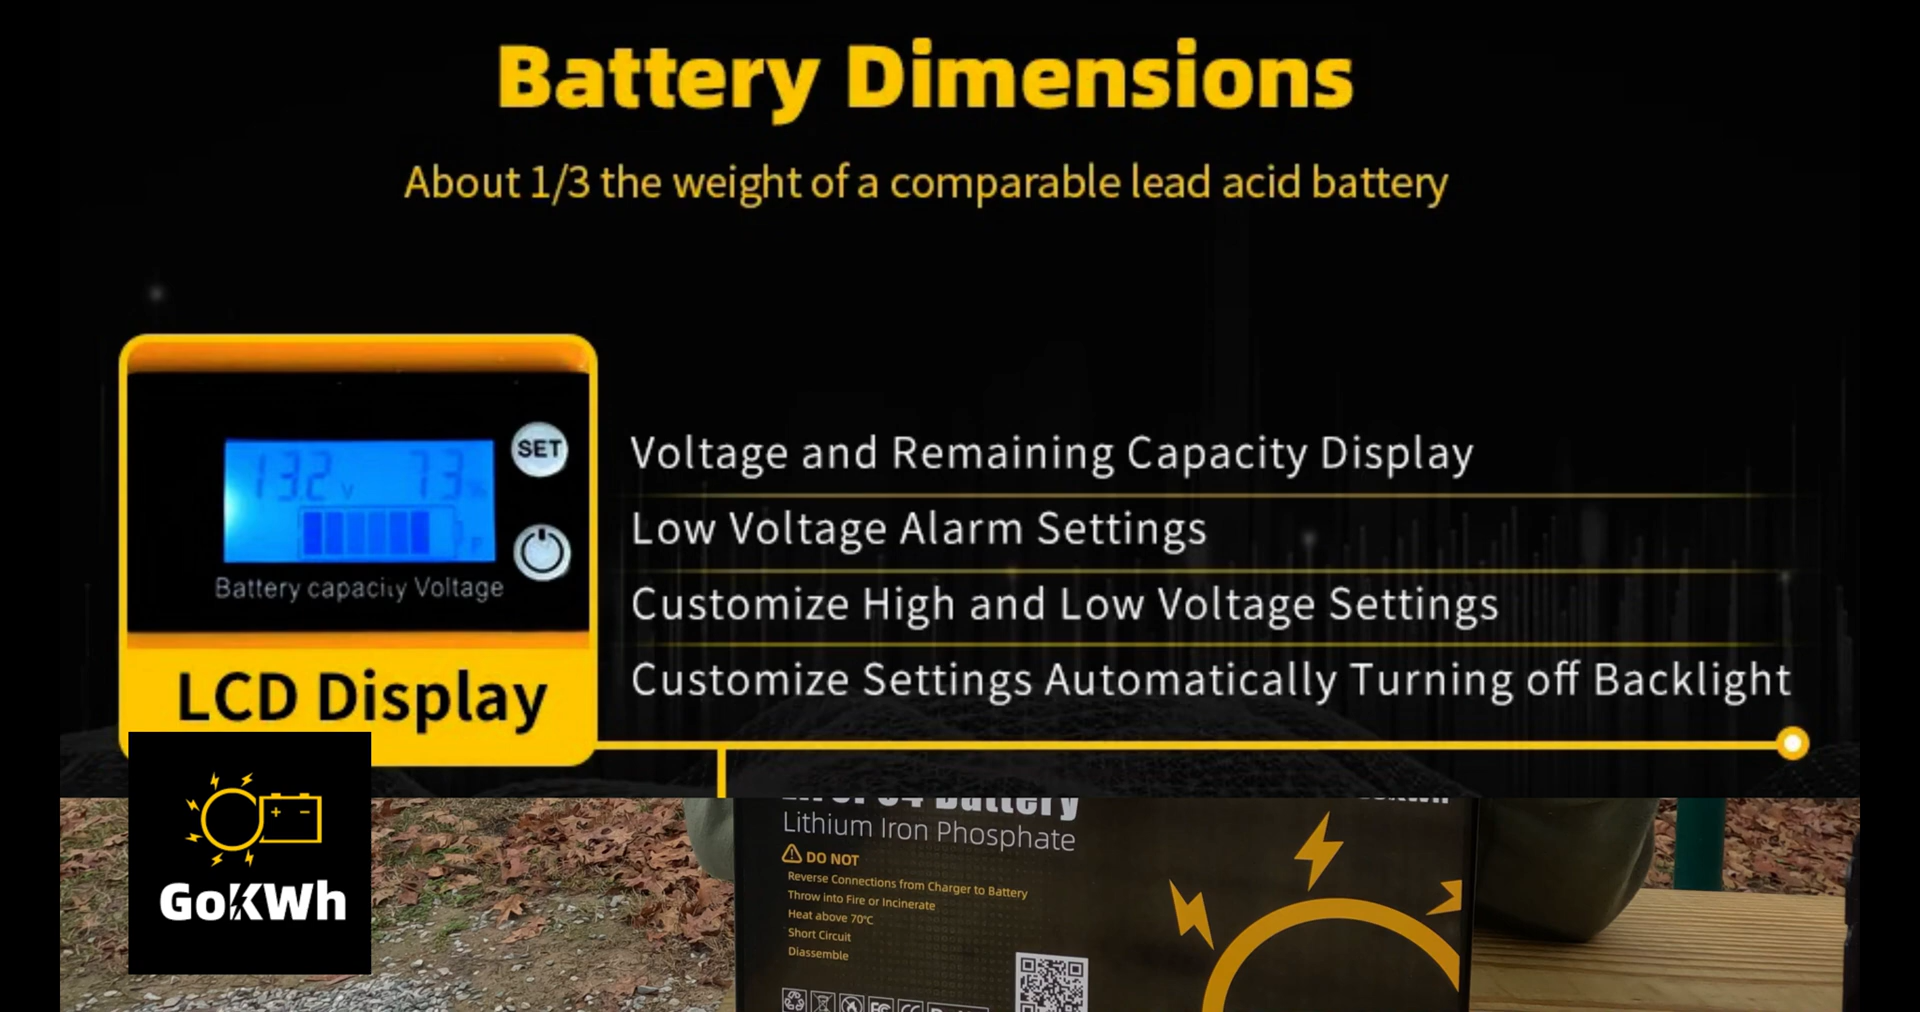 Battery Dimensions
About 1/3 the weight of a comparable lead acid battery
132 v 73 %
SET
Battery capacity Voltage
LCD Display
Voltage and Remaining Capacity Display
Low Voltage Alarm Settings
Customize High and Low Voltage Settings
Customize Settings Automatically Turning off Backlight
GoKWh
Battery
Lithium Iron Phosphate
DO NOT
Reverse Connections from Charger to Battery
Throw into Fire or Incinerate
Heat above 70℃
Short Circuit
Diassemble